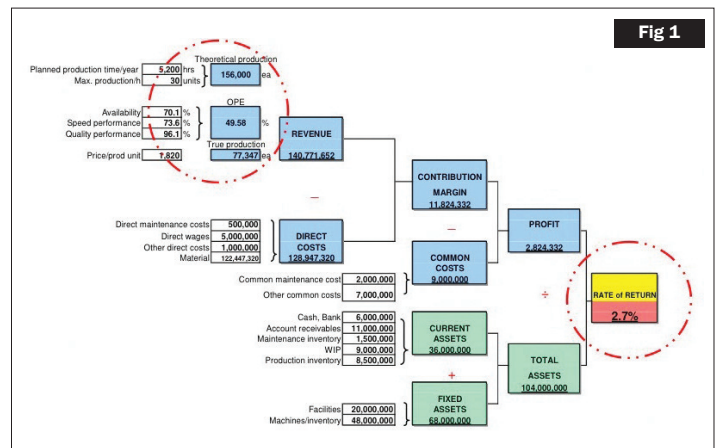 Fig 1
Theoretical production
Planned production time/year 5,200 hrs
Max. production/h 30 units
156,000 ea
OPE
Availability 70.1 %
Speed performance 73.6 %
Quality performance 96.1 %
49.58 %
True production
Price/prod unit 1,820
77,347 ea
REVENUE
140,771,652
–
CONTRIBUTION
MARGIN
11,824,332
Direct maintenance costs 500,000
Direct wages 5,000,000
Other direct costs 1,000,000
Material 122,447,320
DIRECT
COSTS
128,947,320
–
PROFIT
2,824,332
Common maintenance cost 2,000,000
Other common costs 7,000,000
COMMON
COSTS
9,000,000
÷
RATE of RETURN
2.7%
Cash, Bank 6,000,000
Account receivables 11,000,000
Maintenance inventory 1,500,000
WIP 9,000,000
Production inventory 8,500,000
CURRENT
ASSETS
36,000,000
+
TOTAL
ASSETS
104,000,000
Facilities 20,000,000
Machines/inventory 48,000,000
FIXED
ASSETS
68,000,000